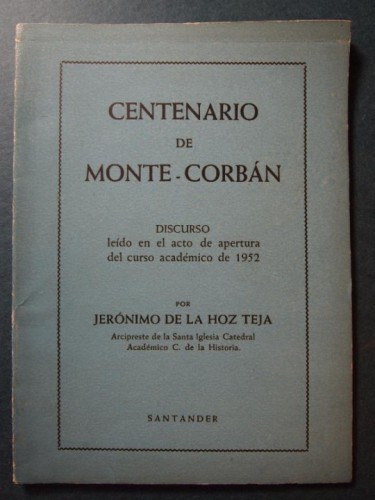 CENTENARIO
DE
MONTE-CORBÁN
DISCURSO
leído en el acto de apertura
del curso académico de 1952
POR
JERÓNIMO DE LA HOZ TEJA
Arcipreste de la Santa Iglesia Catedral
Académico C. de la Historia.
SANTANDER